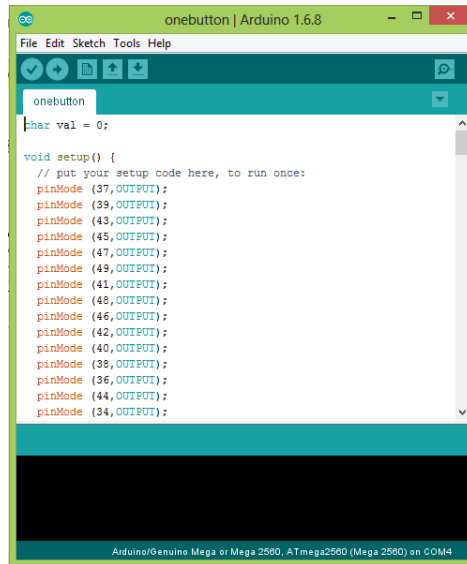 onebutton | Arduino 1.6.8
File Edit Sketch Tools Help
onebutton
char val = 0;
void setup() {
// put your setup code here, to run once:
pinMode (37,OUTPUT);
pinMode (39,OUTPUT);
pinMode (43,OUTPUT);
pinMode (45,OUTPUT);
pinMode (47,OUTPUT);
pinMode (49,OUTPUT);
pinMode (41,OUTPUT);
pinMode (48,OUTPUT);
pinMode (46,OUTPUT);
pinMode (42,OUTPUT);
pinMode (40,OUTPUT);
pinMode (38,OUTPUT);
pinMode (36,OUTPUT);
pinMode (44,OUTPUT);
pinMode (34,OUTPUT);
Arduino/Genuino Mega or Mega 2560, ATmega2560 (Mega 2560) on COM4